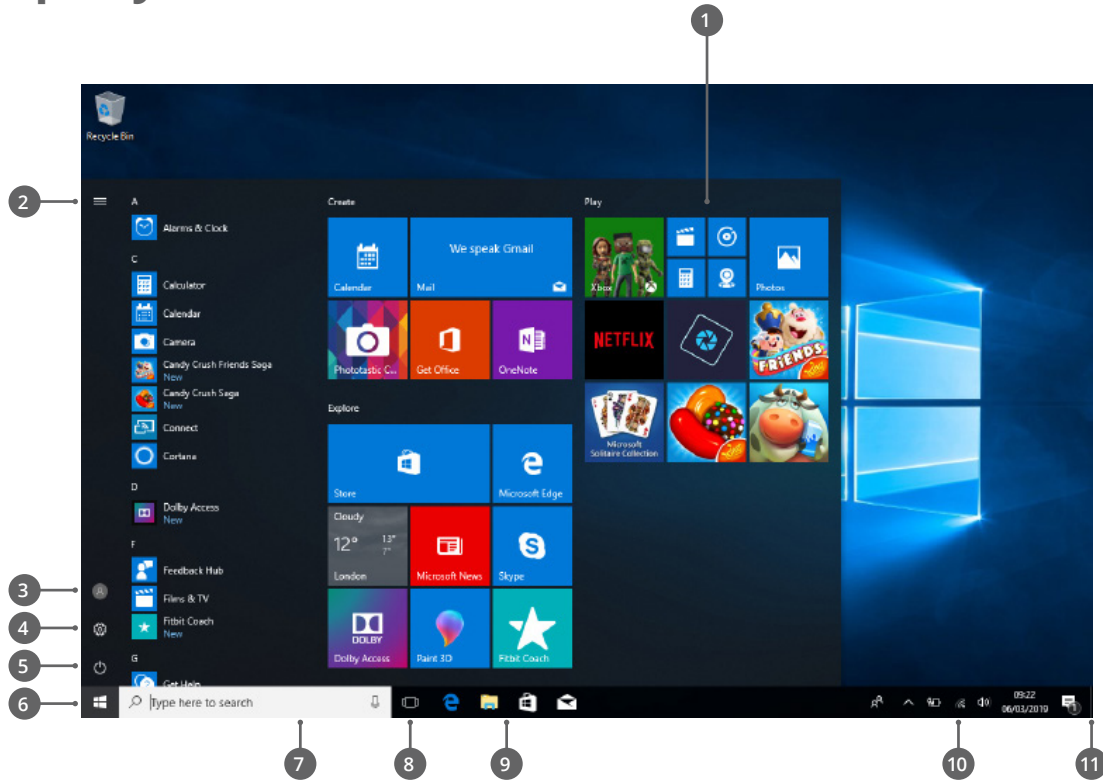 1
Recycle Bin
2
A
Create
Play
Alarms & Clock
We speak Gmail
C
Calculator
Calendar
Mail
Xbox
Photos
Calendar
Camera
NETFLIX
FRIENDS
Candy Crush Friends Saga
New
Phototastic C...
Get Office
OneNote
Candy Crush Saga
New
Explore
Connect
Microsoft
Solitaire Collection
Cortana
D
Store
Microsoft Edge
Dolby Access
New
Cloudy
12°
13°
7°
F
London
Microsoft News
Skype
Feedback Hub
3
Films & TV
4
Fitbit Coach
New
DOLBY
Dolby Access
Paint 3D
Fitbit Coach
G
5
Get Help
6
Type here to search
09:22
06/03/2019
1
7
8
9
10
11